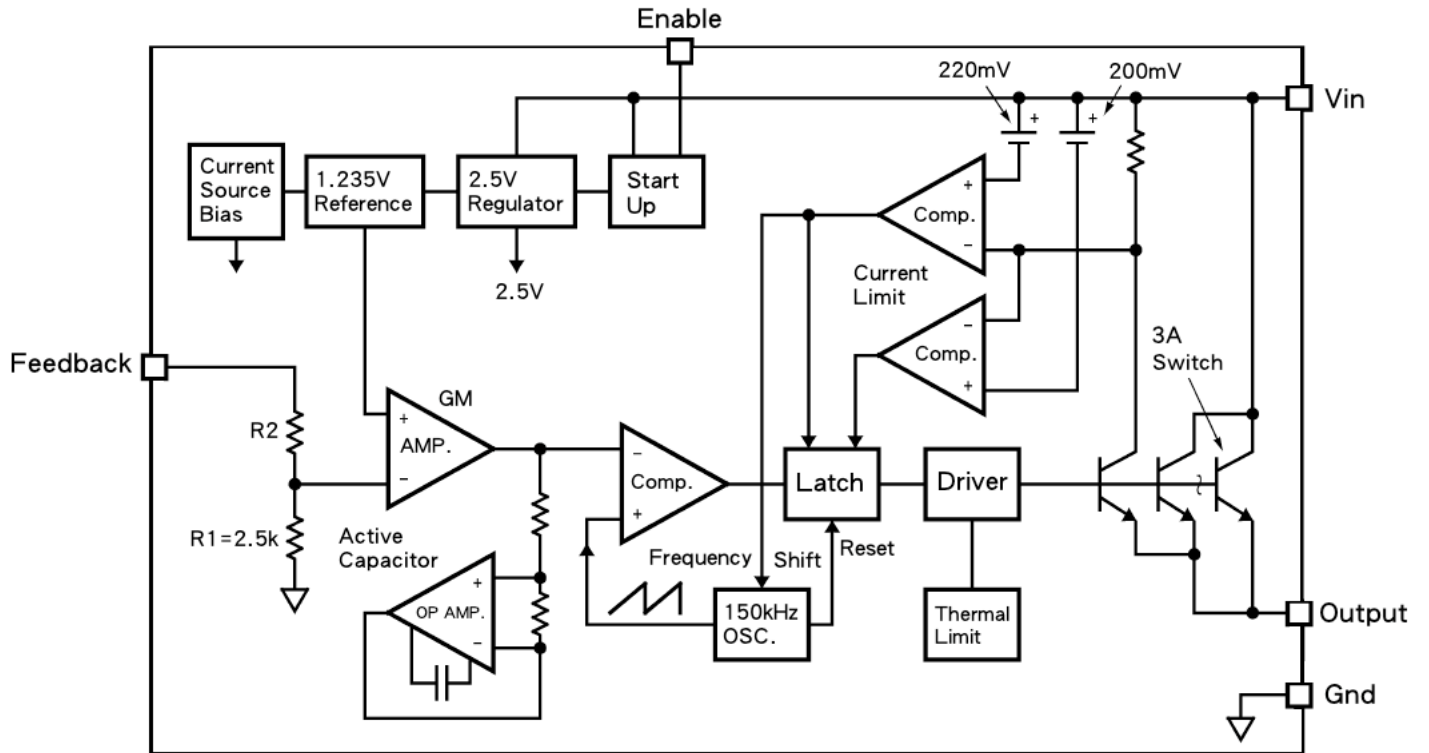 Enable
220mV
200mV
Vin
+
+
Current
Source
Bias
1.235V
Reference
2.5V
Regulator
Start
Up
+
Comp.
-
2.5V
Current
Limit
-
Comp.
+
3A
Switch
Feedback
R2
GM
+
AMP.
-
-
Comp.
+
Latch
Driver
R1=2.5k
Active
Capacitor
Frequency
Shift
Reset
+
OP AMP.
-
150kHz
OSC.
Thermal
Limit
Output
Gnd